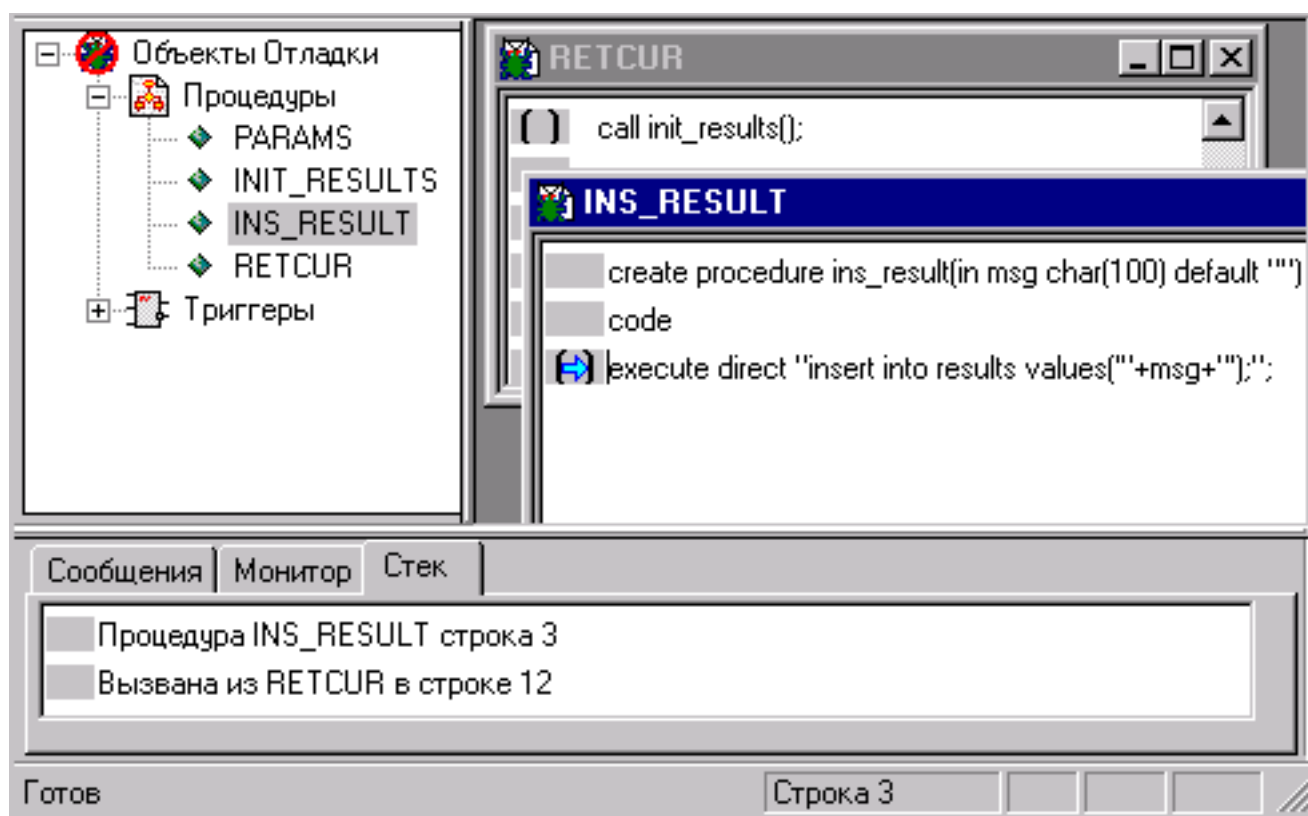 Объекты Отладки
Процедуры
PARAMS
INIT_RESULTS
INS_RESULT
RETCUR
Триггеры
RETCUR
call init_results();
INS_RESULT
create procedure ins_result(in msg char(100) default "")
code
execute direct "insert into results values("'+msg+'");";
Сообщения Монитор Стек
Процедура INS_RESULT строка 3
Вызвана из RETCUR в строке 12
Готов Строка 3